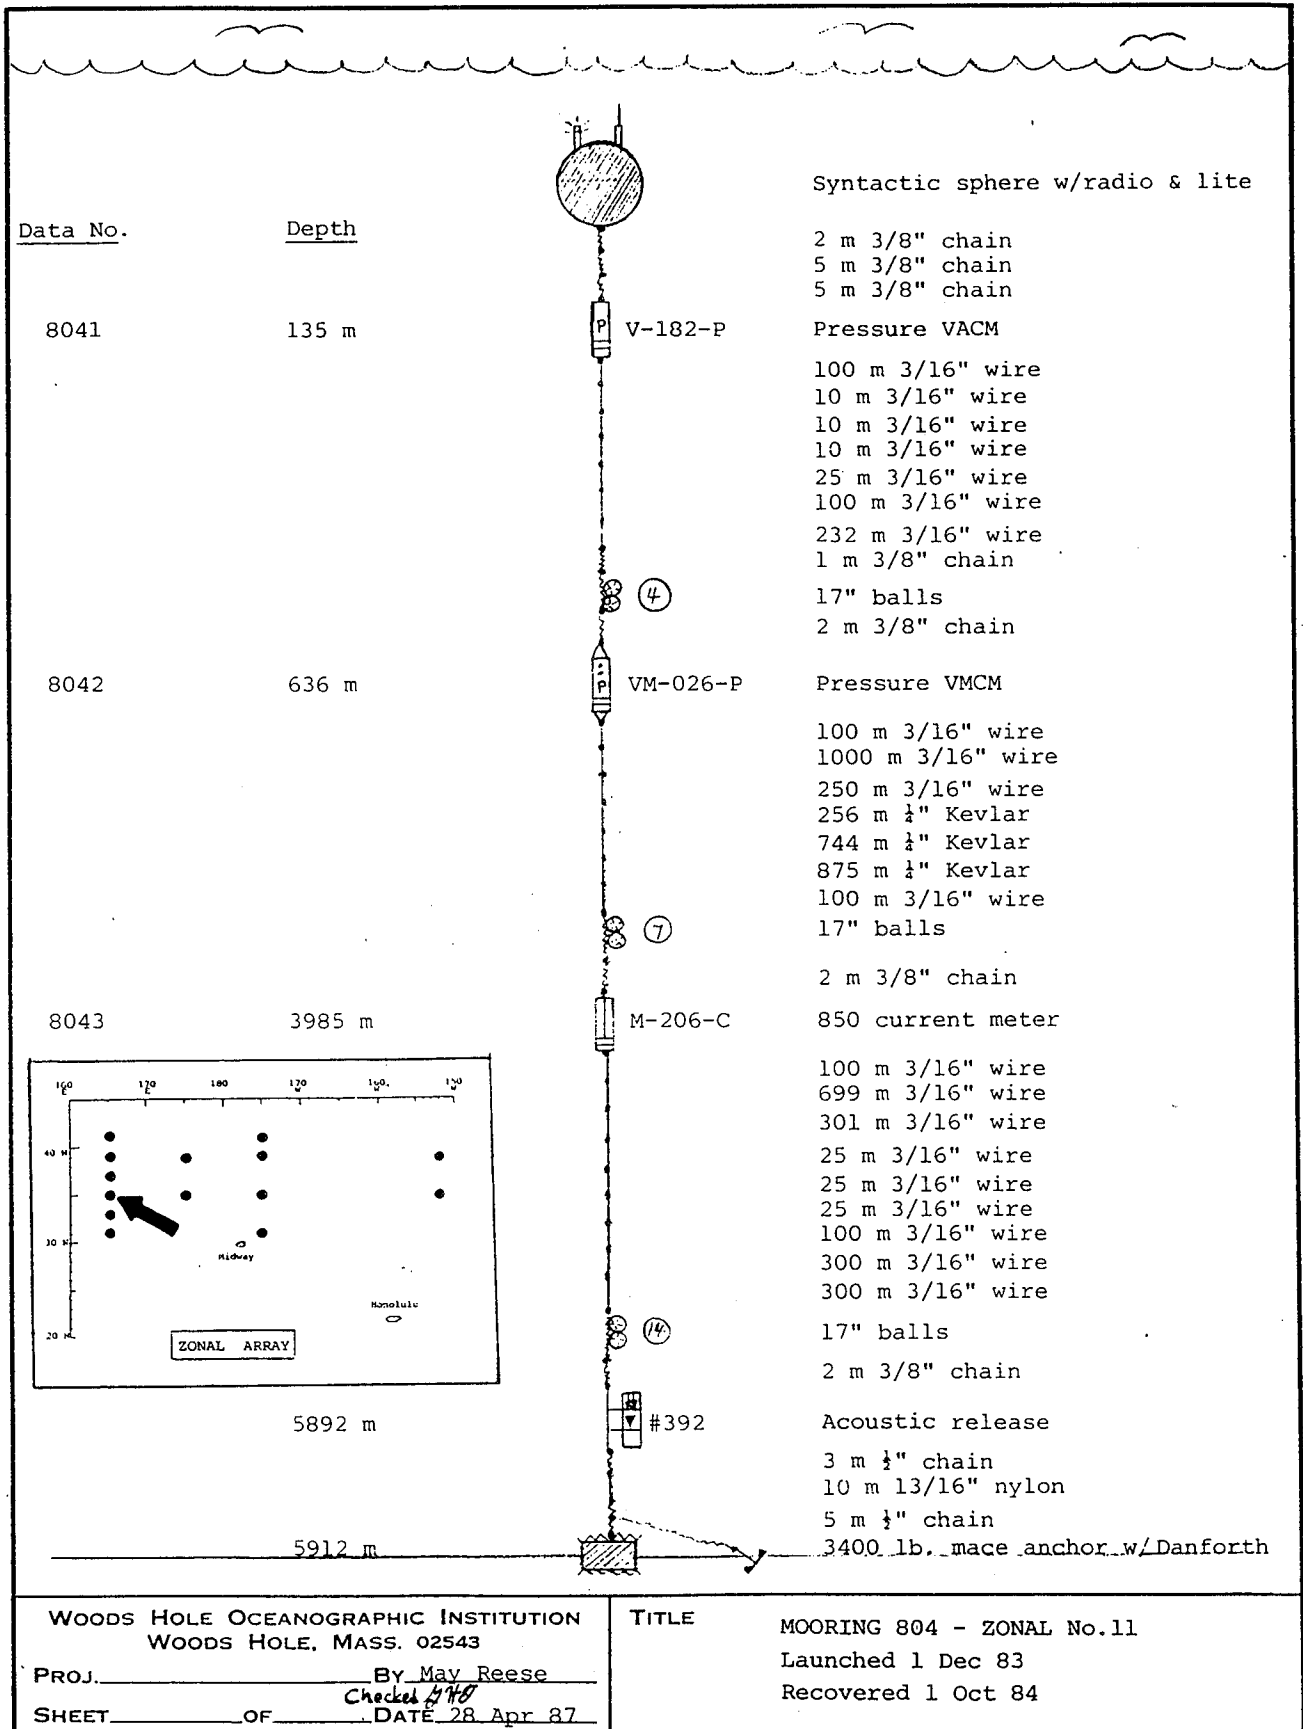 Syntactic sphere w/radio & lite
Data No. Depth
2 m 3/8" chain
5 m 3/8" chain
5 m 3/8" chain
8041 135 m P V-182-P Pressure VACM
100 m 3/16" wire
10 m 3/16" wire
10 m 3/16" wire
10 m 3/16" wire
25 m 3/16" wire
100 m 3/16" wire
232 m 3/16" wire
1 m 3/8" chain
4 17" balls
2 m 3/8" chain
8042 636 m P VM-026-P Pressure VMCM
100 m 3/16" wire
1000 m 3/16" wire
250 m 3/16" wire
256 m ¼" Kevlar
744 m ¼" Kevlar
875 m ¼" Kevlar
100 m 3/16" wire
7 17" balls
2 m 3/8" chain
8043 3985 m M-206-C 850 current meter
100 m 3/16" wire
699 m 3/16" wire
301 m 3/16" wire
25 m 3/16" wire
25 m 3/16" wire
25 m 3/16" wire
100 m 3/16" wire
300 m 3/16" wire
300 m 3/16" wire
14 17" balls
2 m 3/8" chain
160 E 170 E 180 170 W 160 W 150 W
40 N
30 N
Midway
Honolulu
20 N
ZONAL ARRAY
5892 m #392 Acoustic release
3 m ½" chain
10 m 13/16" nylon
5 m ½" chain
5912 m 3400 lb. mace anchor w/Danforth
WOODS HOLE OCEANOGRAPHIC INSTITUTION
WOODS HOLE, MASS. 02543
PROJ. BY May Reese
Checked
SHEET OF DATE 28 Apr 87
TITLE
MOORING 804 - ZONAL No.11
Launched 1 Dec 83
Recovered 1 Oct 84